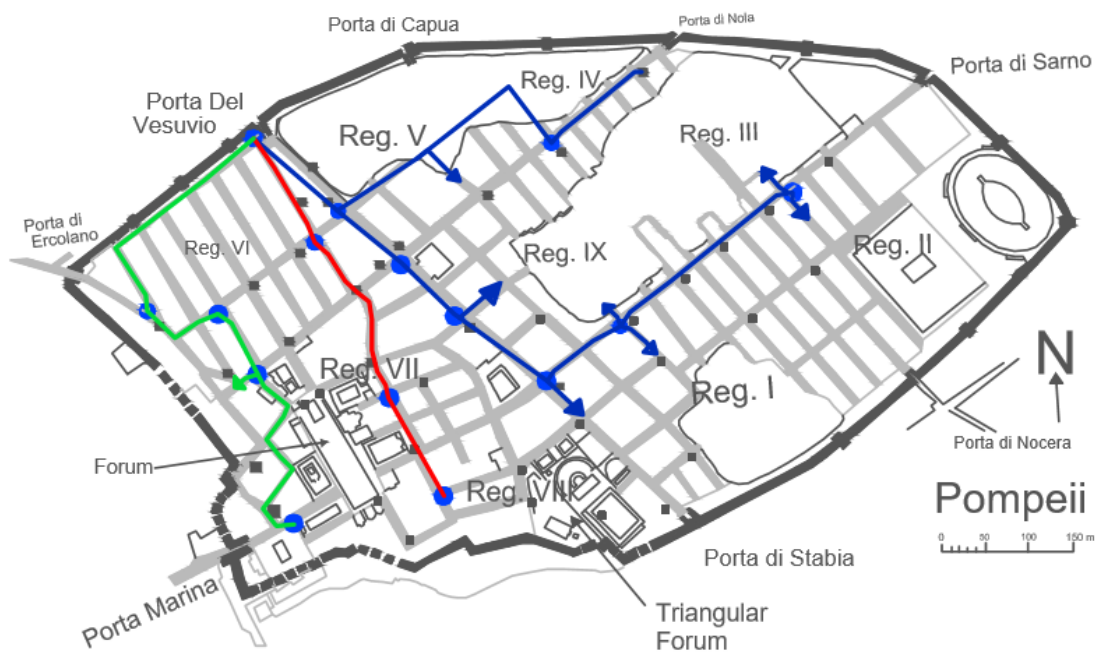 Porta di Capua
Porta di Nola
Porta di Sarno
Porta Del
Vesuvio
Reg. IV
Reg. V
Reg. III
Porta di
Ercolano
Reg. VI
Reg. IX
Reg. II
Reg. VII
Reg. I
N
Forum
Porta di Nocera
Reg. VIII
Pompeii
0 50 100 150 m
Porta di Stabia
Porta Marina
Triangular
Forum